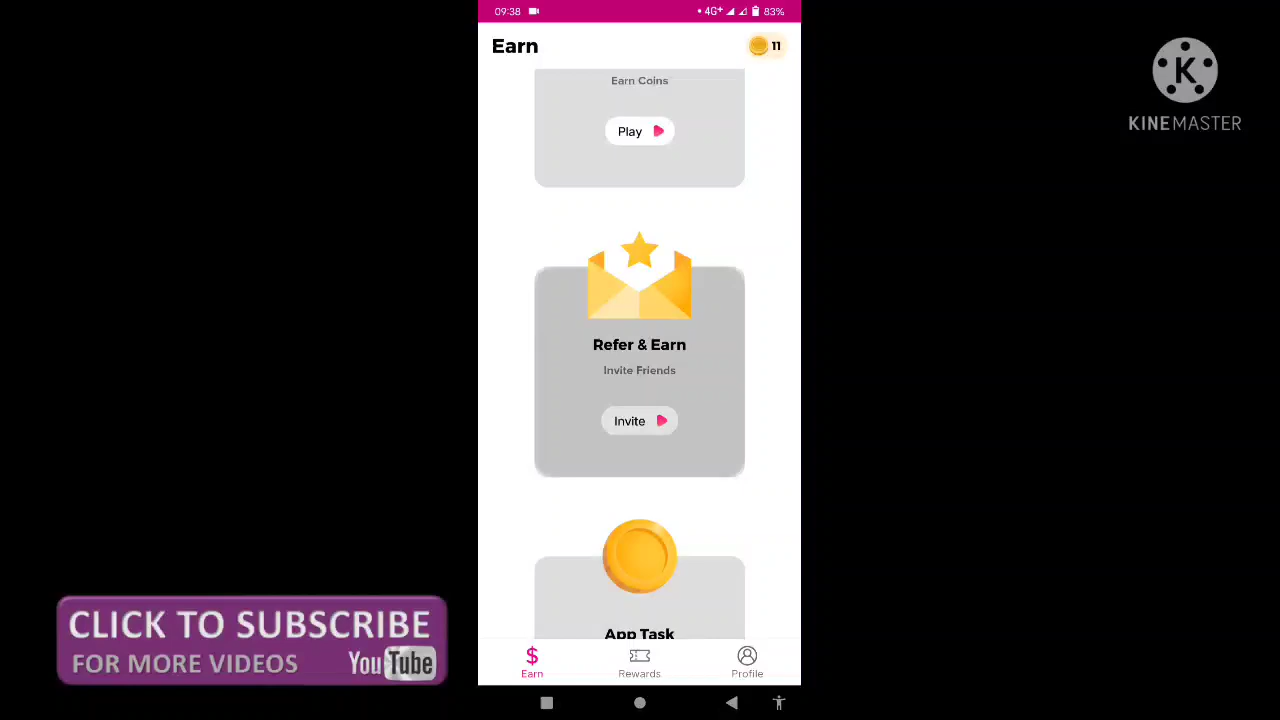 09:38
4G+
83%
Earn
11
Earn Coins
Play
Refer & Earn
Invite Friends
Invite
App Task
Earn
Rewards
Profile
K
KINEMASTER
CLICK TO SUBSCRIBE
FOR MORE VIDEOS
YouTube